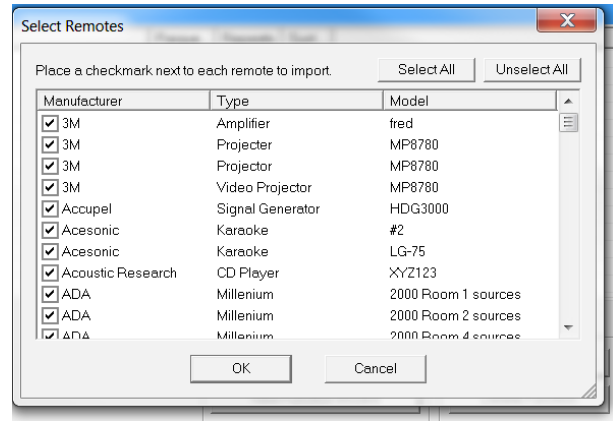 Select Remotes
Place a checkmark next to each remote to import. Select All Unselect All
Manufacturer Type Model
3M Amplifier fred
3M Projecter MP8780
3M Projector MP8780
3M Video Projector MP8780
Accupel Signal Generator HDG3000
Acesonic Karaoke #2
Acesonic Karaoke LG-75
Acoustic Research CD Player XYZ123
ADA Millenium 2000 Room 1 sources
ADA Millenium 2000 Room 2 sources
ADA Millenium 2000 Room 4 sources
OK Cancel